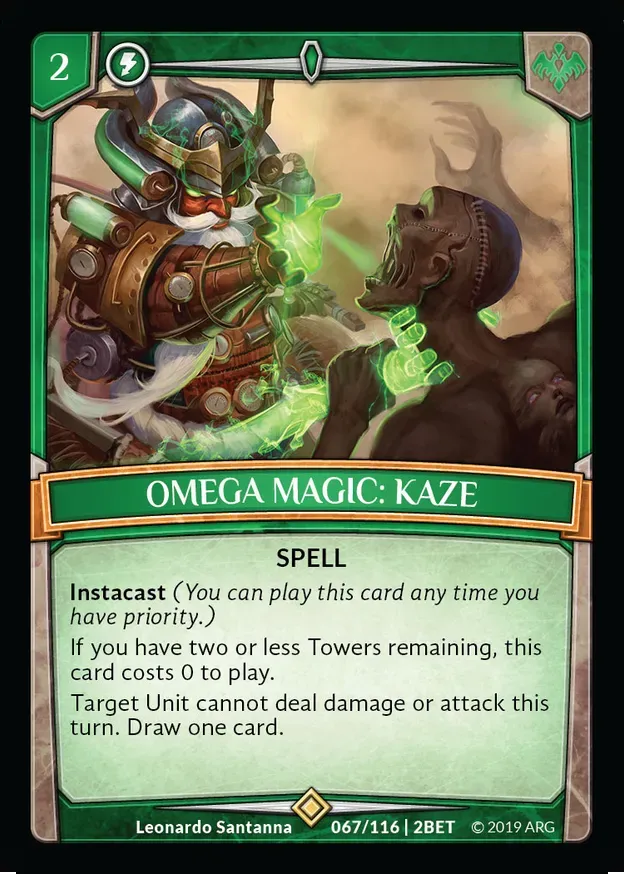 2
OMEGA MAGIC: KAZE
SPELL
Instacast (You can play this card any time you
have priority.)
If you have two or less Towers remaining, this
card costs 0 to play.
Target Unit cannot deal damage or attack this
turn. Draw one card.
Leonardo Santanna 067/116 | 2BET © 2019 ARG